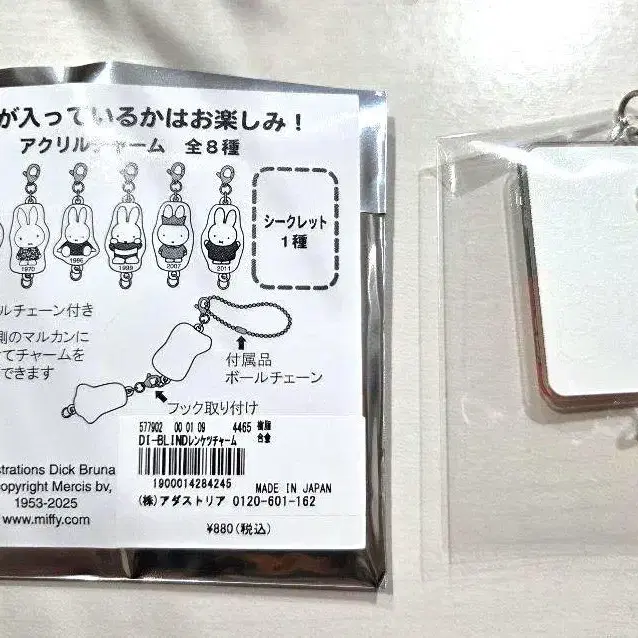 が入っているかはお楽しみ！
アクリルチャーム 全8種
1970
1996
1999
2007
2011
シークレット
1種
ルチェーン付き
側のマルカンに
てチャームを
できます
付属品
ボールチェーン
フック取り付け
577902 00 01 09 4465 樹脂
DI-BLINDレンケツチャーム 合金
1900014284245
MADE IN JAPAN
(株)アダストリア 0120-601-162
¥880(税込)
strations Dick Bruna
opyright Mercis bv,
1953-2025
www.miffy.com